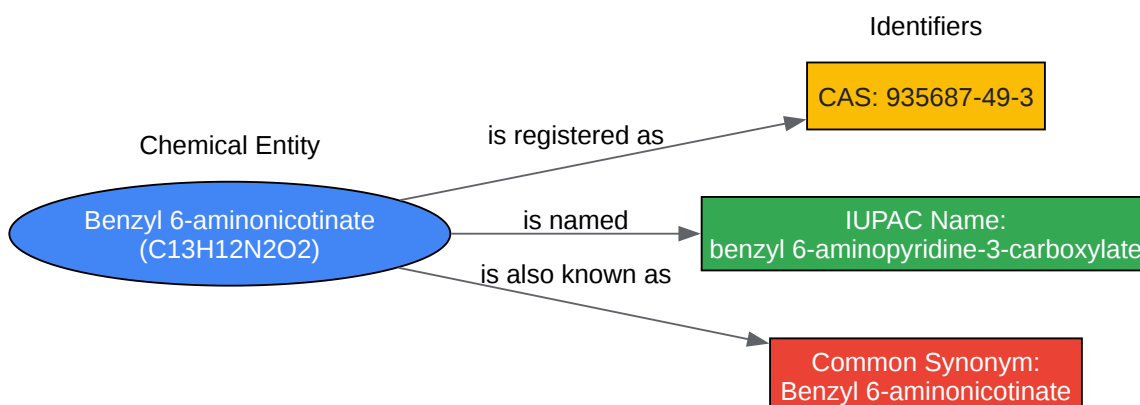 Identifiers
CAS: 935687-49-3
is registered as
Chemical Entity
Benzyl 6-aminonicotinate
(C13H12N2O2)
is named
IUPAC Name:
benzyl 6-aminopyridine-3-carboxylate
is also known as
Common Synonym:
Benzyl 6-aminonicotinate